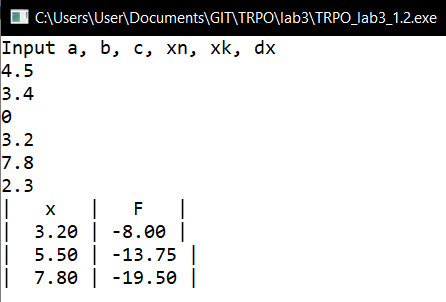 C:\Users\User\Documents\GIT\TRPO\lab3\TRPO_lab3_1.2.exe
Input a, b, c, xn, xk, dx
4.5
3.4
0
3.2
7.8
2.3
|   x   |   F   |
|  3.20 | -8.00 |
|  5.50 | -13.75 |
|  7.80 | -19.50 |